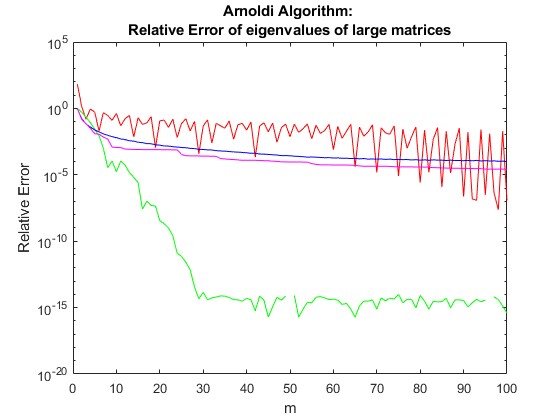 Arnoldi Algorithm:
Relative Error of eigenvalues of large matrices
10^5
10^0
10^-5
10^-10
10^-15
10^-20
Relative Error
0 10 20 30 40 50 60 70 80 90 100
m